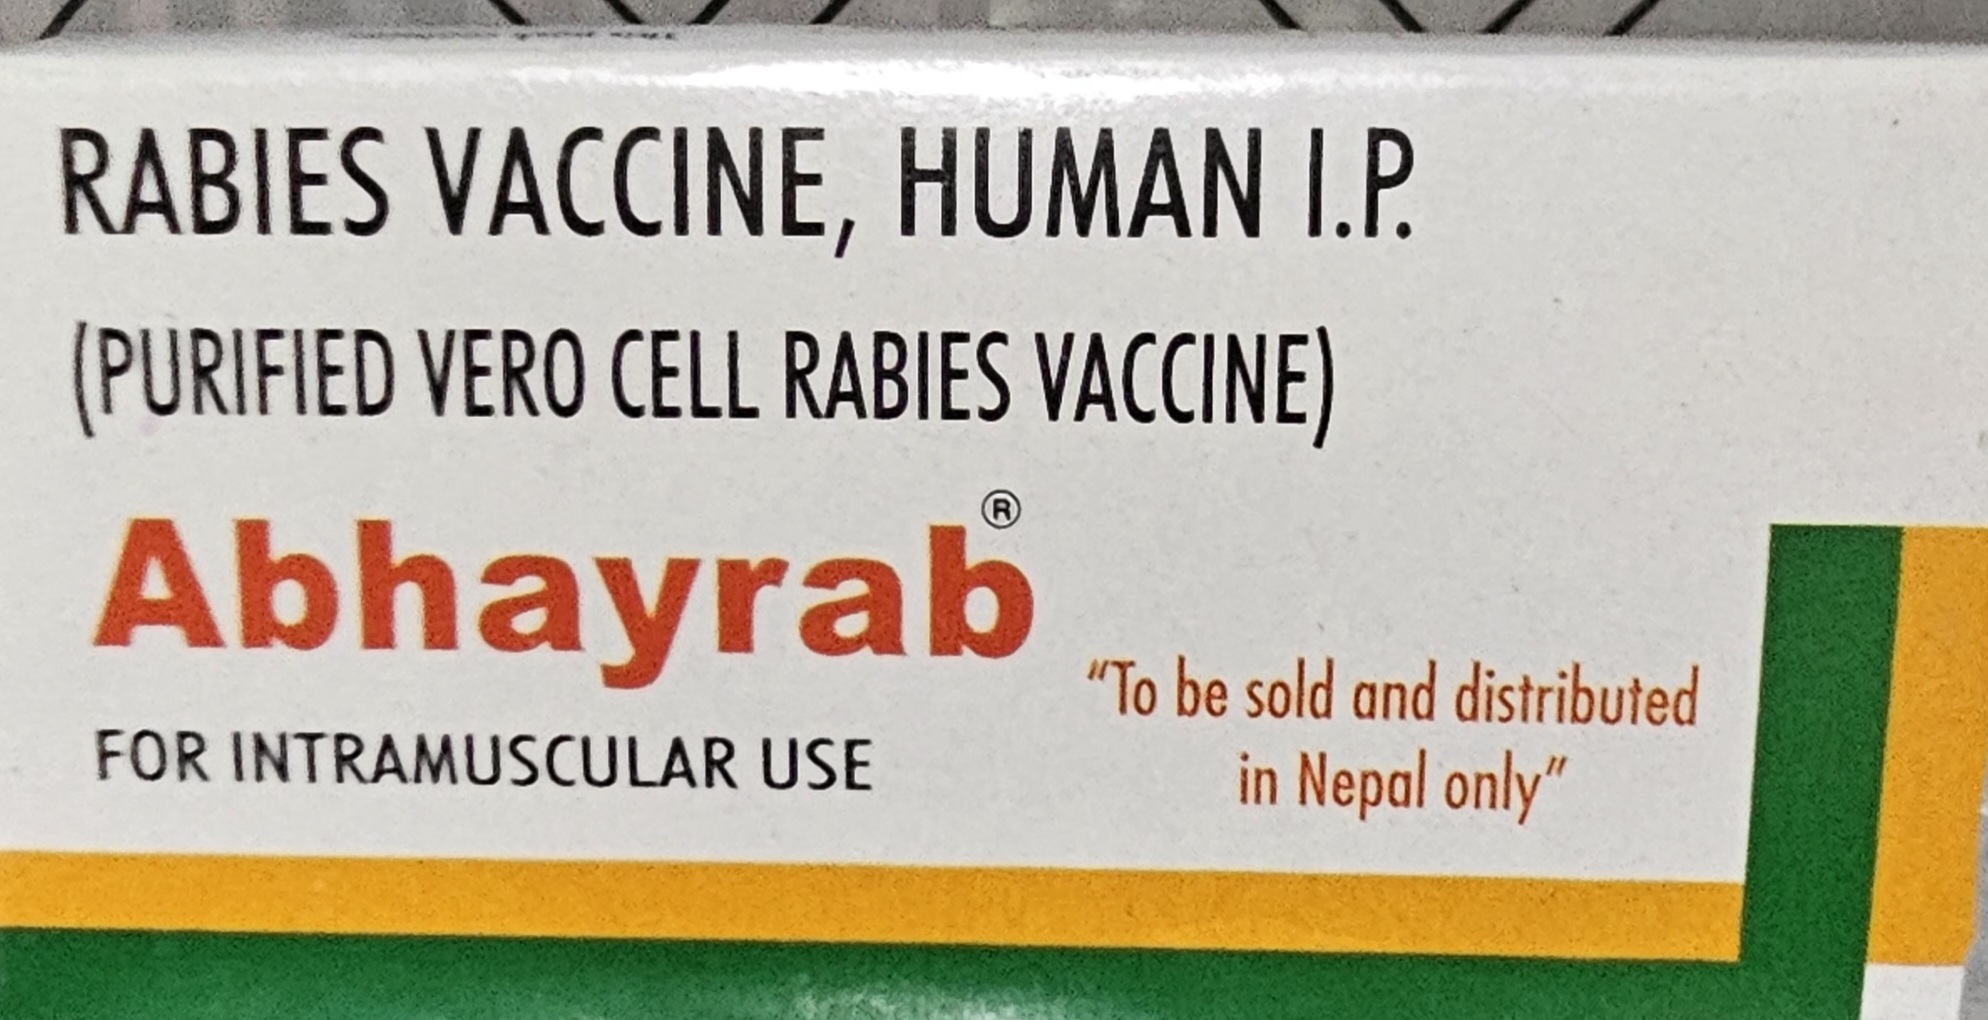 RABIES VACCINE, HUMAN I.P.
(PURIFIED VERO CELL RABIES VACCINE)
Abhayrab®
FOR INTRAMUSCULAR USE
“To be sold and distributed
in Nepal only”